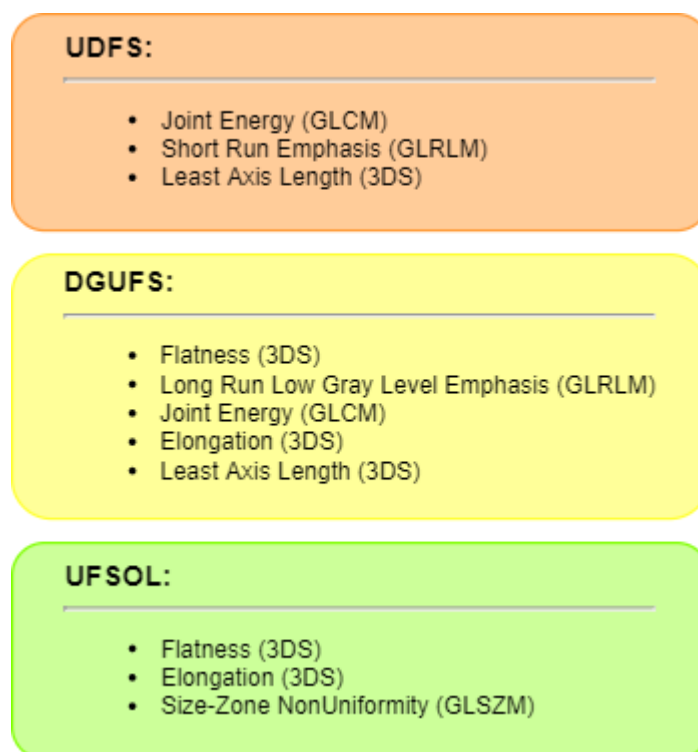 UDFS:
• Joint Energy (GLCM)
• Short Run Emphasis (GLRLM)
• Least Axis Length (3DS)
DGUFS:
• Flatness (3DS)
• Long Run Low Gray Level Emphasis (GLRLM)
• Joint Energy (GLCM)
• Elongation (3DS)
• Least Axis Length (3DS)
UFSOL:
• Flatness (3DS)
• Elongation (3DS)
• Size-Zone NonUniformity (GLSZM)